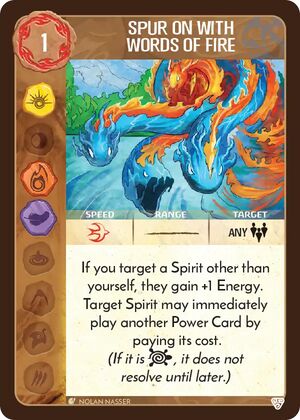 1
SPUR ON WITH
WORDS OF FIRE
SPEED RANGE TARGET
ANY
If you target a Spirit other than
yourself, they gain +1 Energy.
Target Spirit may immediately
play another Power Card by
paying its cost.
(If it is , it does not
resolve until later.)
NOLAN NASSER